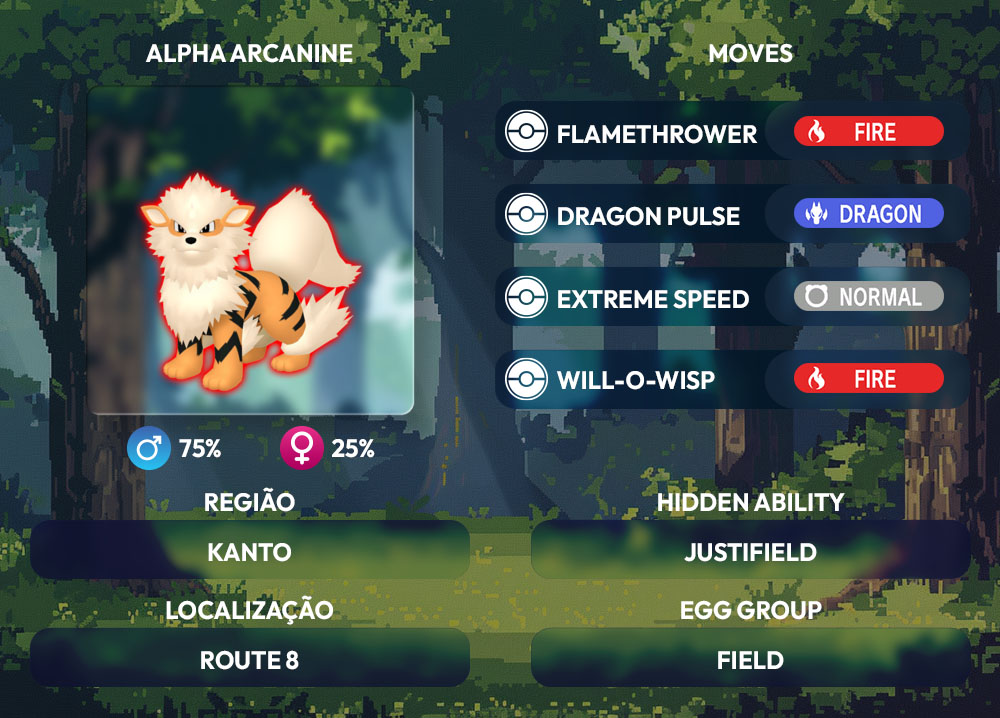 ALPHA ARCANINE
75%
25%
REGIÃO
KANTO
LOCALIZAÇÃO
ROUTE 8
MOVES
FLAMETHROWER FIRE
DRAGON PULSE DRAGON
EXTREME SPEED NORMAL
WILL-O-WISP FIRE
HIDDEN ABILITY
JUSTIFIELD
EGG GROUP
FIELD